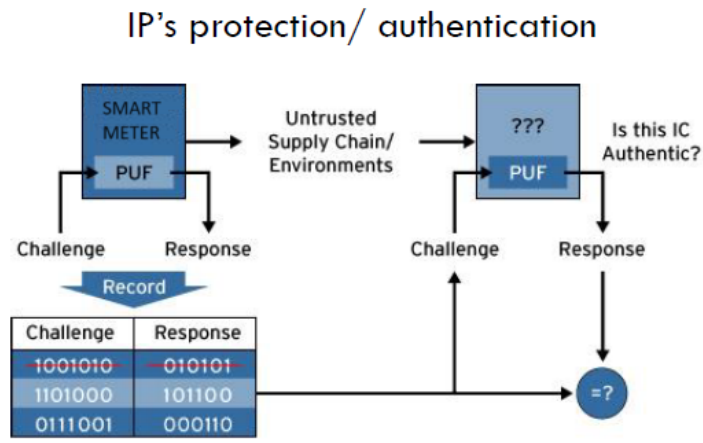 IP's protection/ authentication
SMART
METER
PUF
Untrusted
Supply Chain/
Environments
???
PUF
Is this IC
Authentic?
Challenge
Response
Challenge
Response
Record
Challenge Response
1001010 010101
1101000 101100
0111001 000110
=?